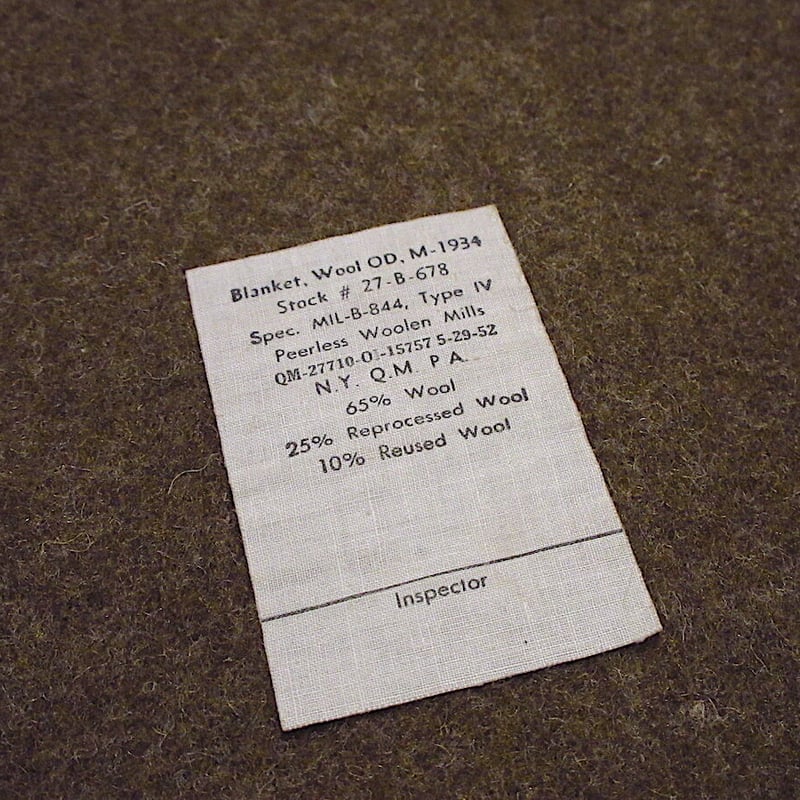 Blanket, Wool OD, M-1934
Stock # 27-B-678
Spec. MIL-B-844, Type IV
Peerless Woolen Mills
QM-27710-OI-15757 5-29-52
N.Y. Q.M. P.A.
65% Wool
25% Reprocessed Wool
10% Reused Wool
Inspector